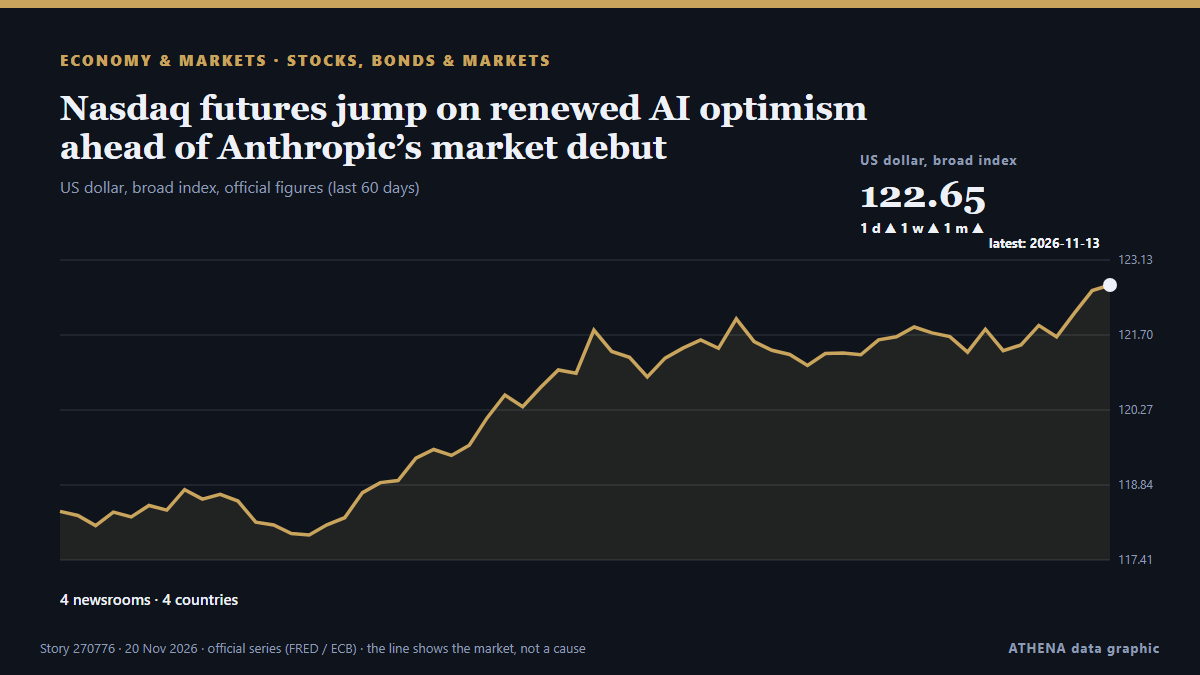 ECONOMY & MARKETS · STOCKS, BONDS & MARKETS
Nasdaq futures jump on renewed AI optimism
ahead of Anthropic’s market debut
US dollar, broad index, official figures (last 60 days)
US dollar, broad index
122.65
1 d ▲ 1 w ▲ 1 m ▲
latest: 2026-11-13
123.13
121.70
120.27
118.84
117.41
4 newsrooms · 4 countries
Story 270776 · 20 Nov 2026 · official series (FRED / ECB) · the line shows the market, not a cause
ATHENA data graphic